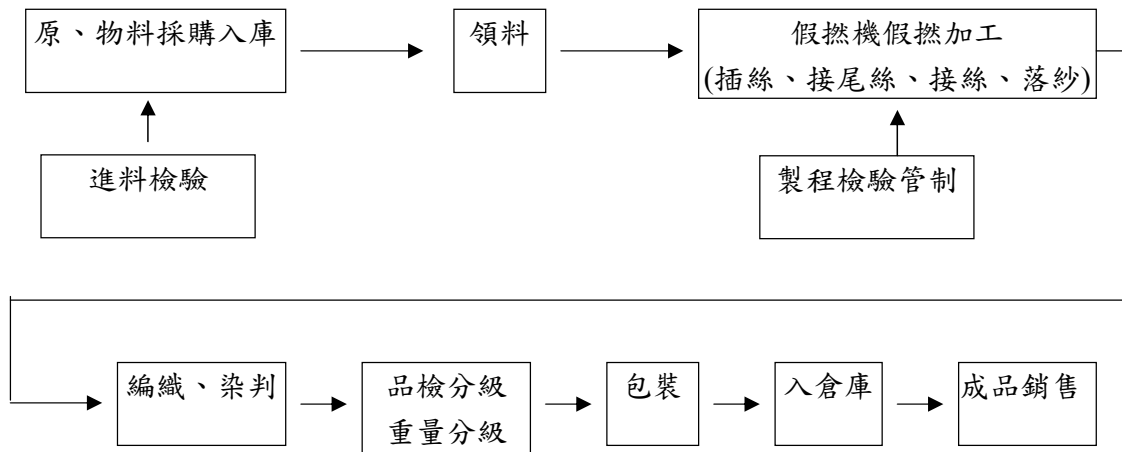 原、物料採購入庫
領料
假撚機假撚加工
(插絲、接尾絲、接絲、落紗)
進料檢驗
製程檢驗管制
編織、染判
品檢分級
重量分級
包裝
入倉庫
成品銷售